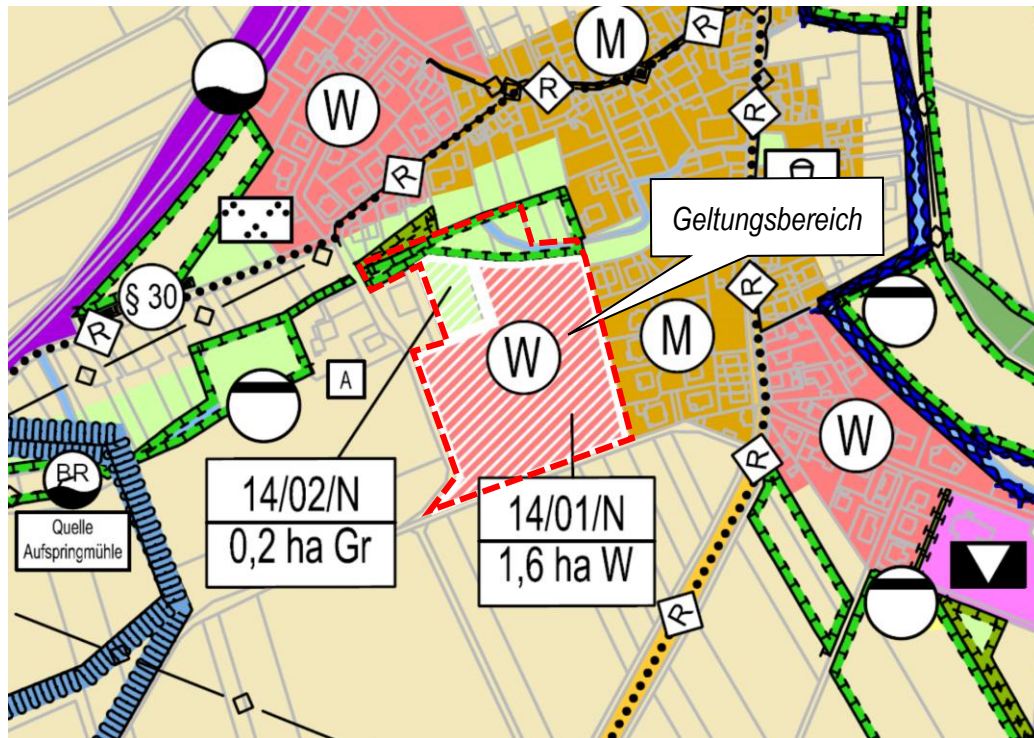 M
R
R
W
R
R
Geltungsbereich
§ 30
R
W
M
A
R
W
BR
Quelle
Aufspringmühle
14/02/N
0,2 ha Gr
14/01/N
1,6 ha W
R
R